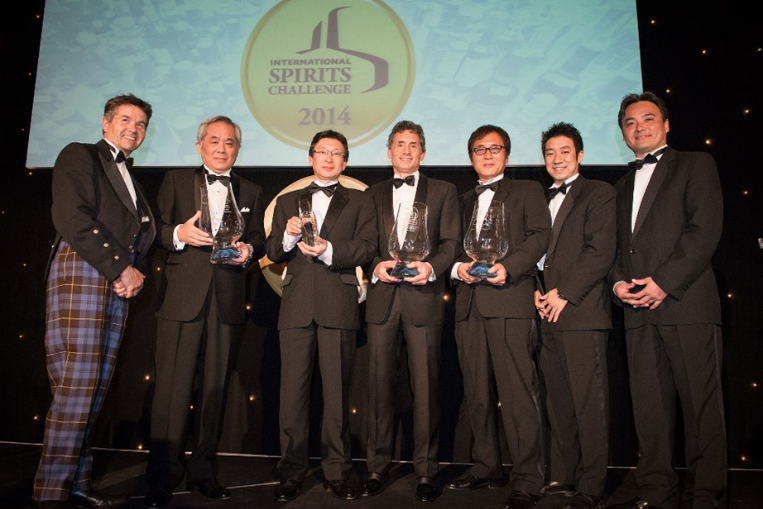 INTERNATIONAL
SPIRITS
CHALLENGE
2014